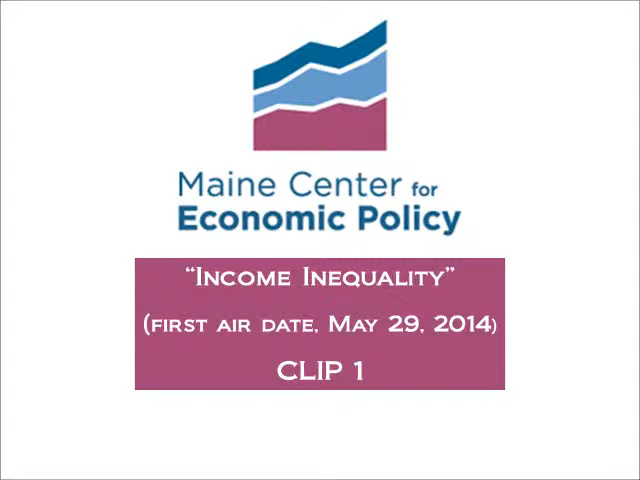 Maine Center for
Economic Policy
“Income Inequality”
(first air date, May 29, 2014)
CLIP 1